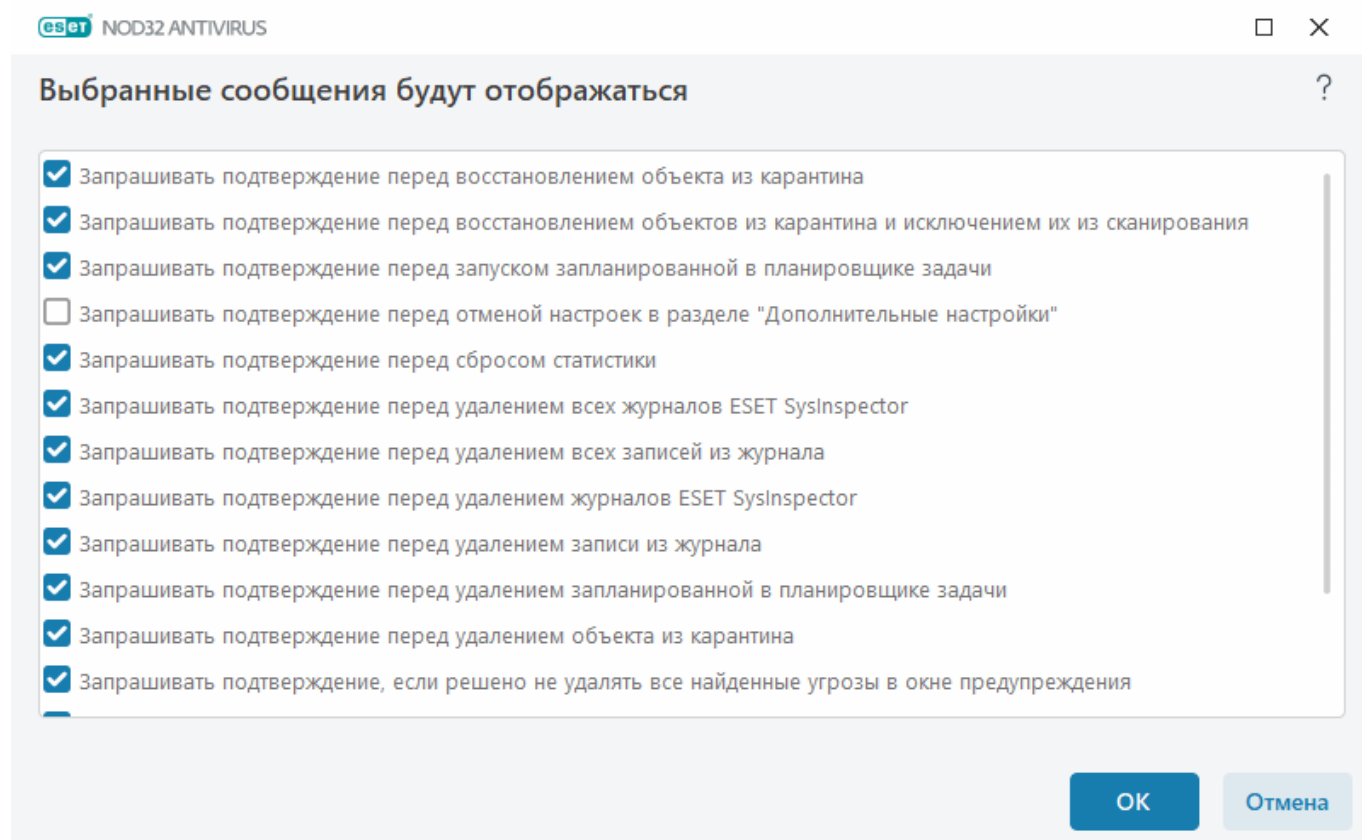 eset NOD32 ANTIVIRUS
Выбранные сообщения будут отображаться
?
Запрашивать подтверждение перед восстановлением объекта из карантина
Запрашивать подтверждение перед восстановлением объектов из карантина и исключением их из сканирования
Запрашивать подтверждение перед запуском запланированной в планировщике задачи
Запрашивать подтверждение перед отменой настроек в разделе "Дополнительные настройки"
Запрашивать подтверждение перед сбросом статистики
Запрашивать подтверждение перед удалением всех журналов ESET SysInspector
Запрашивать подтверждение перед удалением всех записей из журнала
Запрашивать подтверждение перед удалением журналов ESET SysInspector
Запрашивать подтверждение перед удалением записи из журнала
Запрашивать подтверждение перед удалением запланированной в планировщике задачи
Запрашивать подтверждение перед удалением объекта из карантина
Запрашивать подтверждение, если решено не удалять все найденные угрозы в окне предупреждения
ОК
Отмена